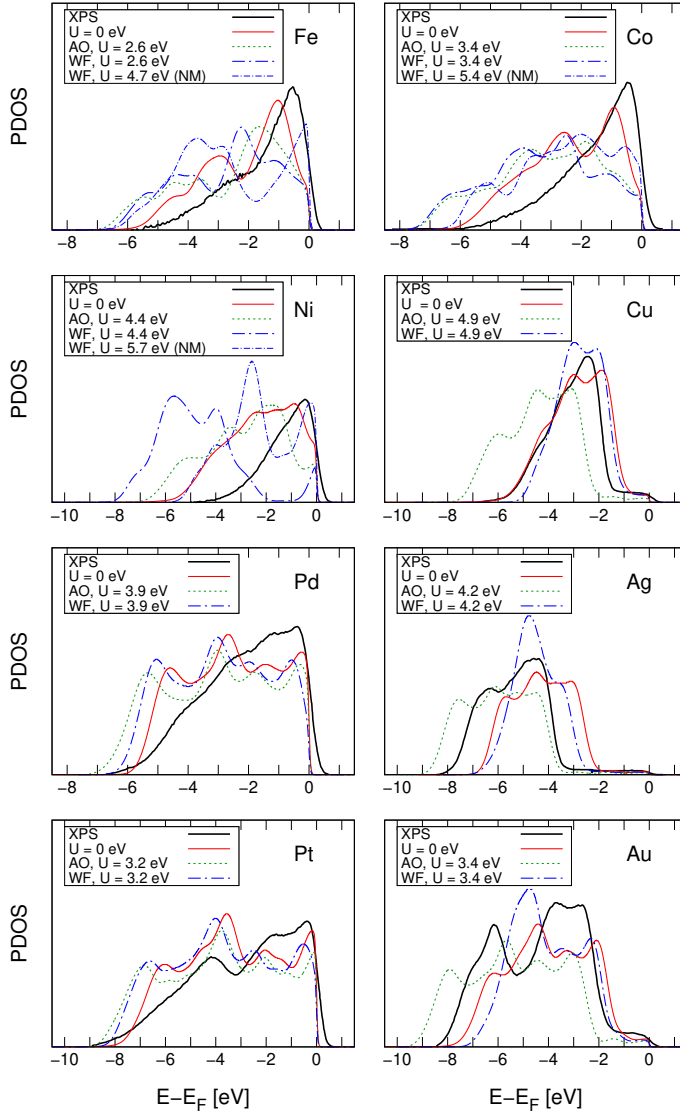 XPS
U = 0 eV
AO, U = 2.6 eV
WF, U = 2.6 eV
WF, U = 4.7 eV (NM)
Fe
PDOS
−8 −6 −4 −2 0
XPS
U = 0 eV
AO, U = 3.4 eV
WF, U = 3.4 eV
WF, U = 5.4 eV (NM)
Co
−8 −6 −4 −2 0
XPS
U = 0 eV
AO, U = 4.4 eV
WF, U = 4.4 eV
WF, U = 5.7 eV (NM)
Ni
PDOS
−10 −8 −6 −4 −2 0
XPS
U = 0 eV
AO, U = 4.9 eV
WF, U = 4.9 eV
Cu
−10 −8 −6 −4 −2 0
XPS
U = 0 eV
AO, U = 3.9 eV
WF, U = 3.9 eV
Pd
PDOS
−8 −6 −4 −2 0
XPS
U = 0 eV
AO, U = 4.2 eV
WF, U = 4.2 eV
Ag
−10 −8 −6 −4 −2 0
XPS
U = 0 eV
AO, U = 3.2 eV
WF, U = 3.2 eV
Pt
PDOS
−10 −8 −6 −4 −2 0
E−E_F [eV]
XPS
U = 0 eV
AO, U = 3.4 eV
WF, U = 3.4 eV
Au
−10 −8 −6 −4 −2 0
E−E_F [eV]